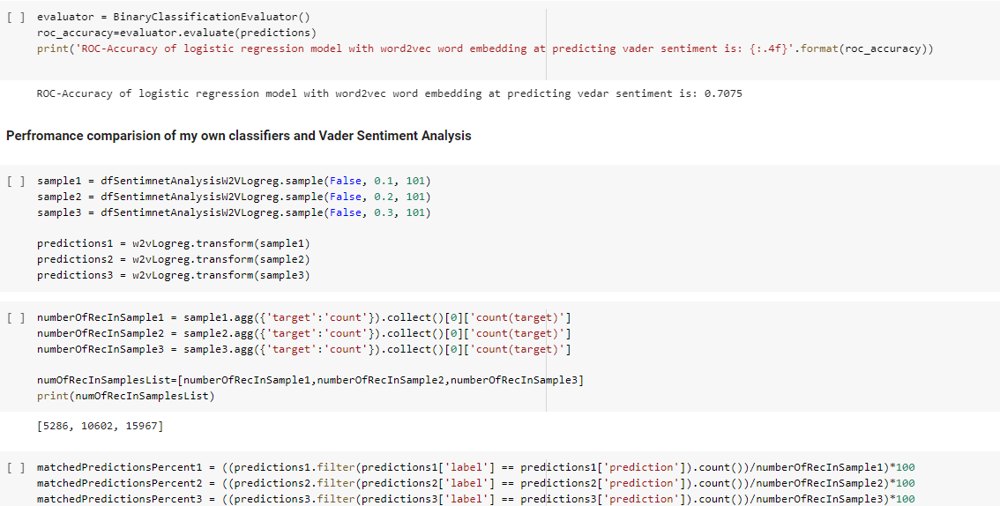 [ ] evaluator = BinaryClassificationEvaluator()
roc_accuracy=evaluator.evaluate(predictions)
print('ROC-Accuracy of logistic regression model with word2vec word embedding at predicting vader sentiment is: {:.4f}'.format(roc_accuracy))
ROC-Accuracy of logistic regression model with word2vec word embedding at predicting vedar sentiment is: 0.7075
Perfromance comparision of my own classifiers and Vader Sentiment Analysis
[ ] sample1 = dfSentimnetAnalysisW2VLogreg.sample(False, 0.1, 101)
sample2 = dfSentimnetAnalysisW2VLogreg.sample(False, 0.2, 101)
sample3 = dfSentimnetAnalysisW2VLogreg.sample(False, 0.3, 101)
predictions1 = w2vLogreg.transform(sample1)
predictions2 = w2vLogreg.transform(sample2)
predictions3 = w2vLogreg.transform(sample3)
[ ] numberOfRecInSample1 = sample1.agg({'target':'count'}).collect()[0]['count(target)']
numberOfRecInSample2 = sample2.agg({'target':'count'}).collect()[0]['count(target)']
numberOfRecInSample3 = sample3.agg({'target':'count'}).collect()[0]['count(target)']
numOfRecInSamplesList=[numberOfRecInSample1,numberOfRecInSample2,numberOfRecInSample3]
print(numOfRecInSamplesList)
[5286, 10602, 15967]
[ ] matchedPredictionsPercent1 = ((predictions1.filter(predictions1['label'] == predictions1['prediction']).count())/numberOfRecInSample1)*100
matchedPredictionsPercent2 = ((predictions2.filter(predictions2['label'] == predictions2['prediction']).count())/numberOfRecInSample2)*100
matchedPredictionsPercent3 = ((predictions3.filter(predictions3['label'] == predictions3['prediction']).count())/numberOfRecInSample3)*100